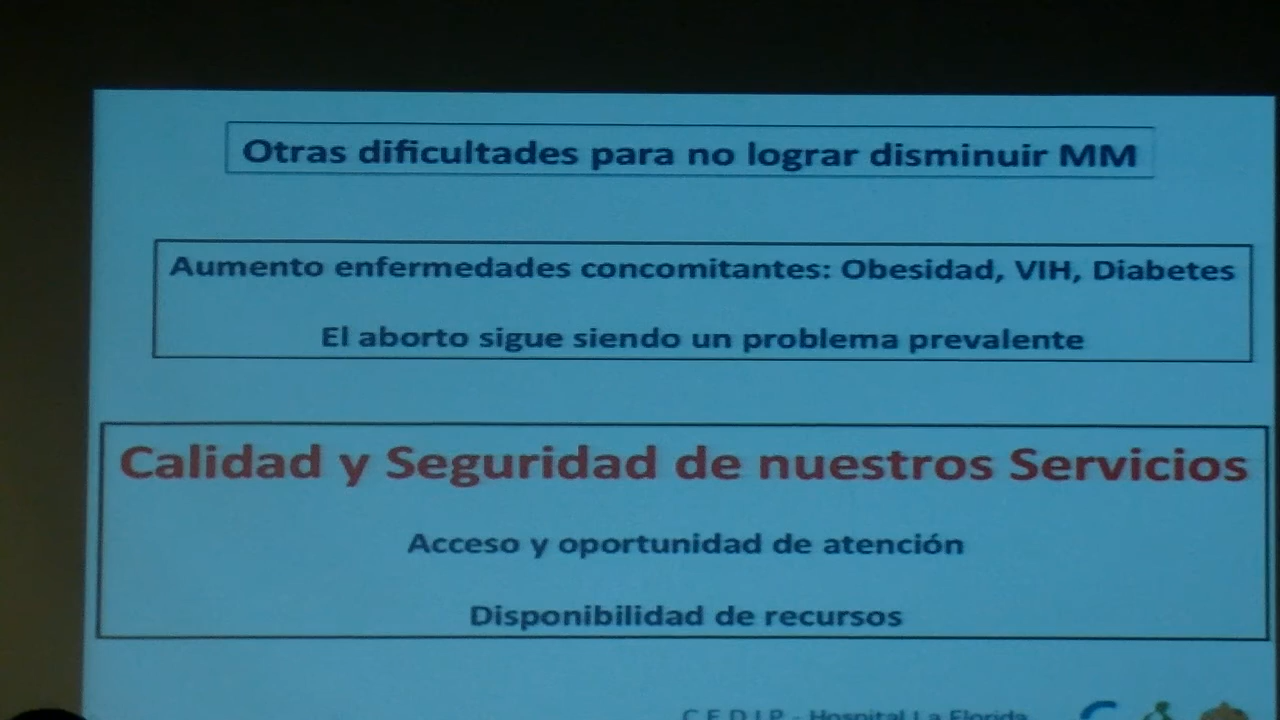 Otras dificultades para no lograr disminuir MM
Aumento enfermedades concomitantes: Obesidad, VIH, Diabetes
El aborto sigue siendo un problema prevalente
Calidad y Seguridad de nuestros Servicios
Acceso y oportunidad de atención
Disponibilidad de recursos
C E D I P - Hospital La Florida